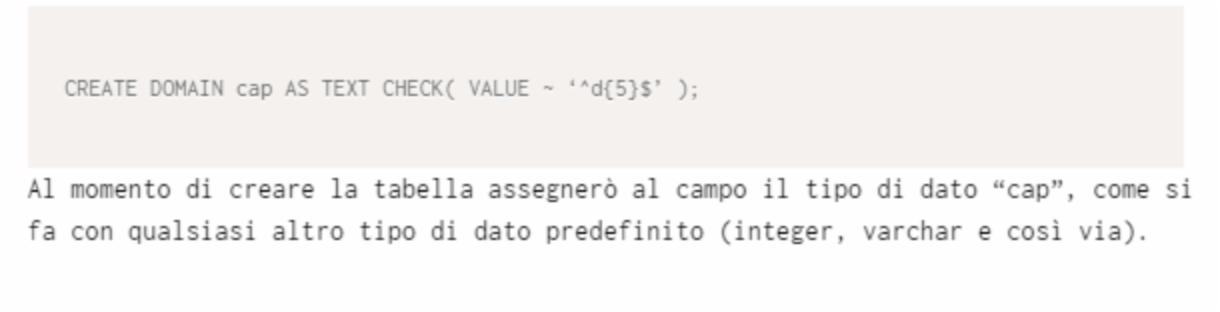 CREATE DOMAIN cap AS TEXT CHECK( VALUE ~ ‘^d{5}$’ );
Al momento di creare la tabella assegnerò al campo il tipo di dato “cap”, come si
fa con qualsiasi altro tipo di dato predefinito (integer, varchar e così via).